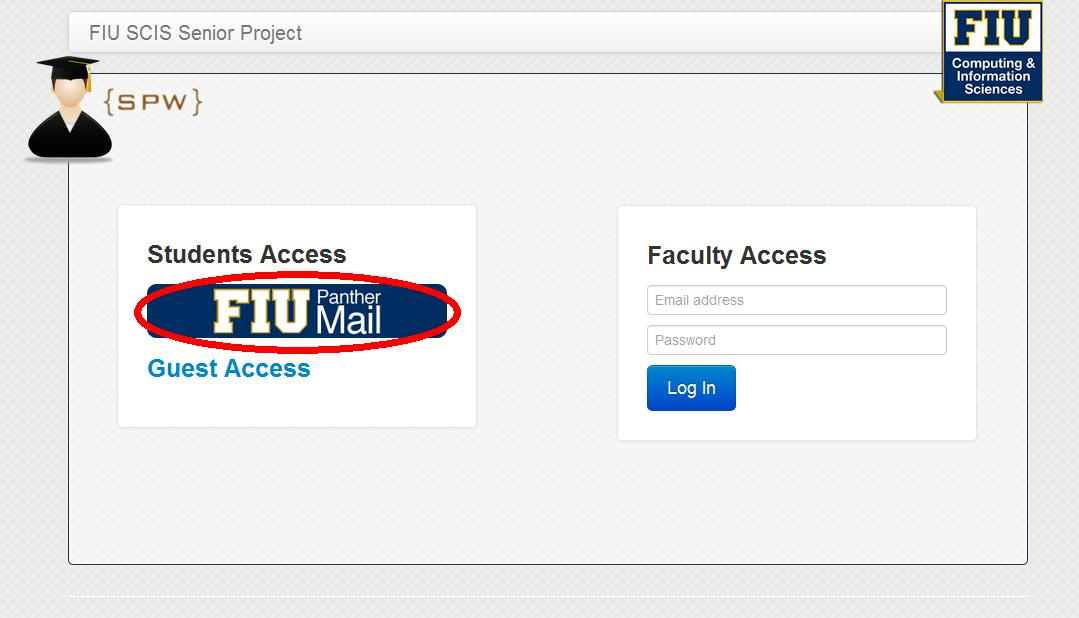 FIU SCIS Senior Project
FIU
Computing &
Information
Sciences
{SPW}
Students Access
FIU Panther
Mail
Guest Access
Faculty Access
Email address
Password
Log In